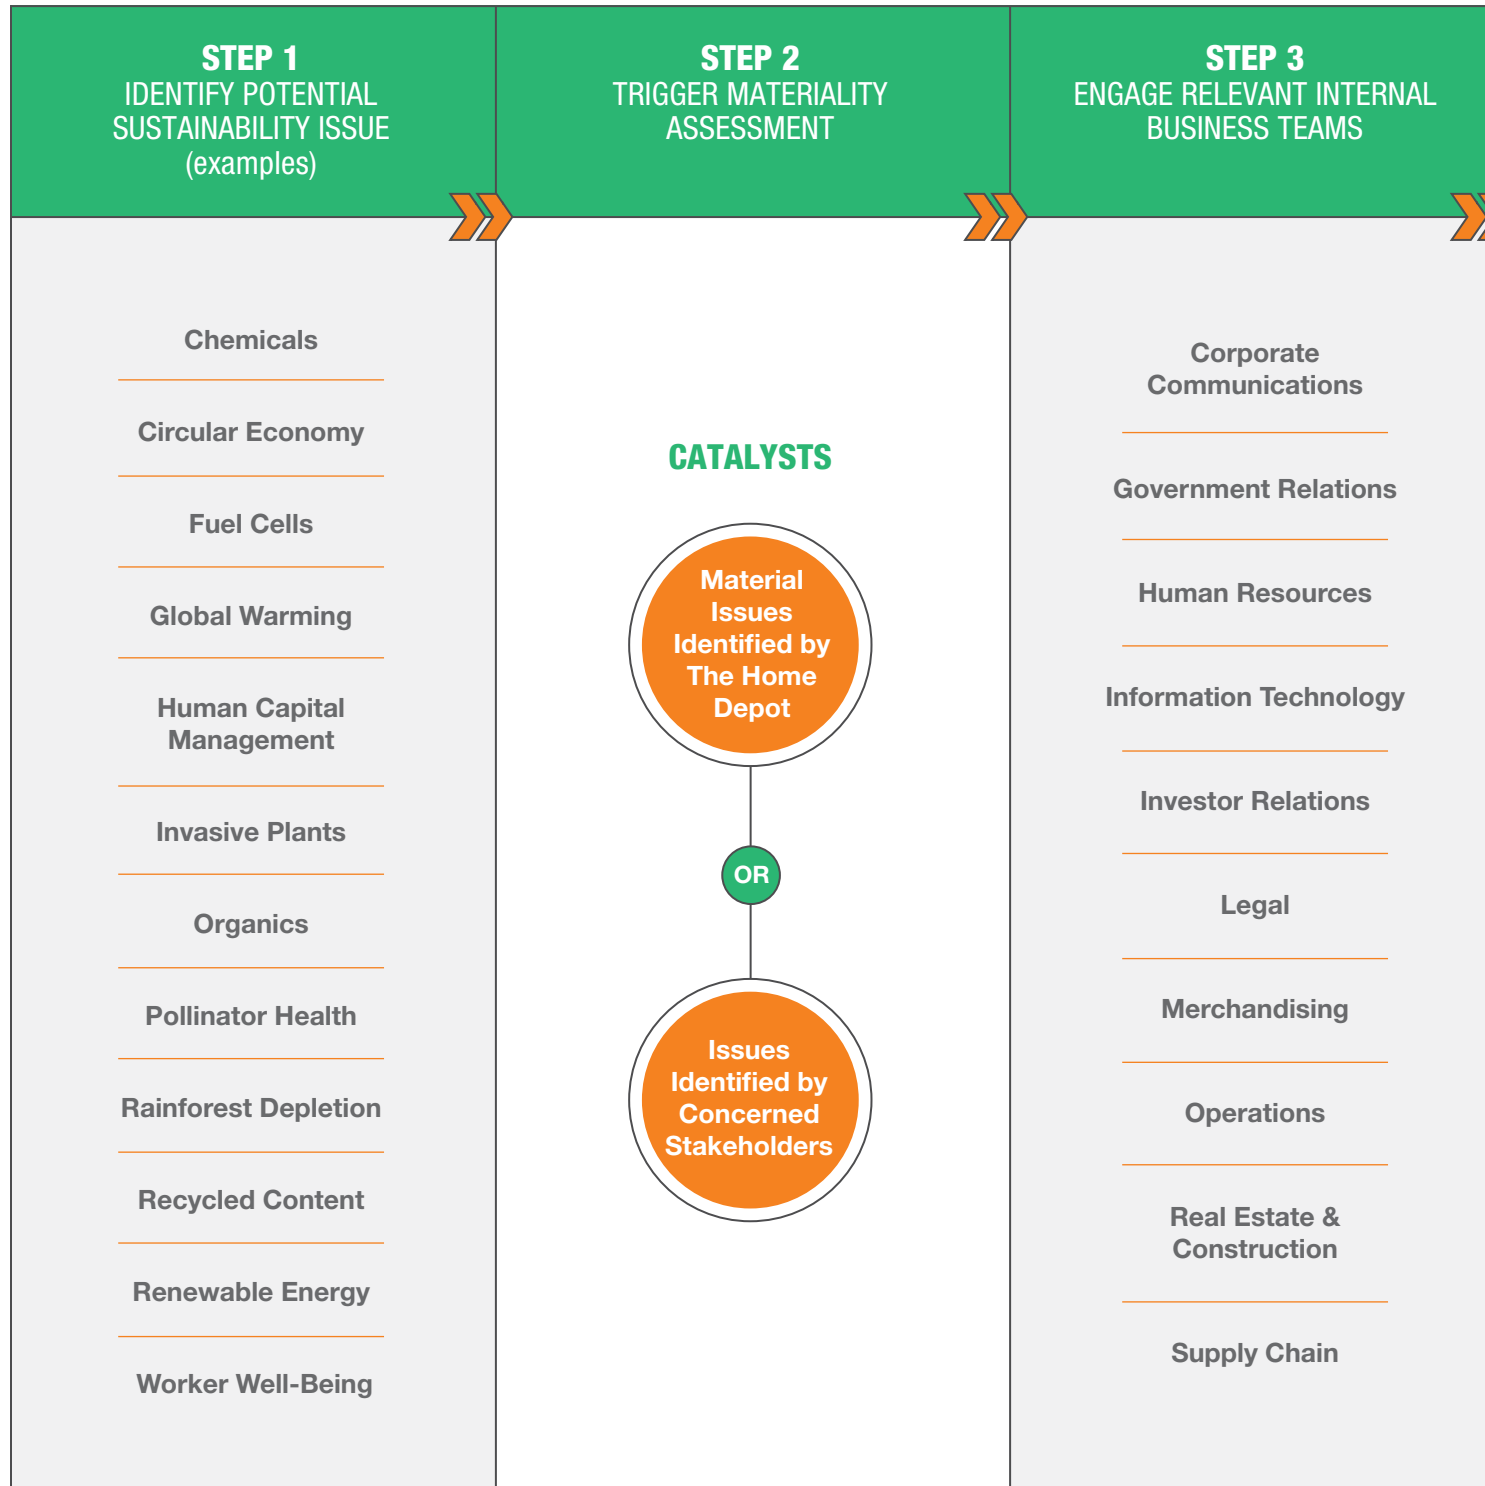 STEP 1
IDENTIFY POTENTIAL
SUSTAINABILITY ISSUE
(examples)
STEP 2
TRIGGER MATERIALITY
ASSESSMENT
STEP 3
ENGAGE RELEVANT INTERNAL
BUSINESS TEAMS
Chemicals
Circular Economy
Fuel Cells
Global Warming
Human Capital
Management
Invasive Plants
Organics
Pollinator Health
Rainforest Depletion
Recycled Content
Renewable Energy
Worker Well-Being
CATALYSTS
Material
Issues
Identified by
The Home
Depot
OR
Issues
Identified by
Concerned
Stakeholders
Corporate
Communications
Government Relations
Human Resources
Information Technology
Investor Relations
Legal
Merchandising
Operations
Real Estate &
Construction
Supply Chain